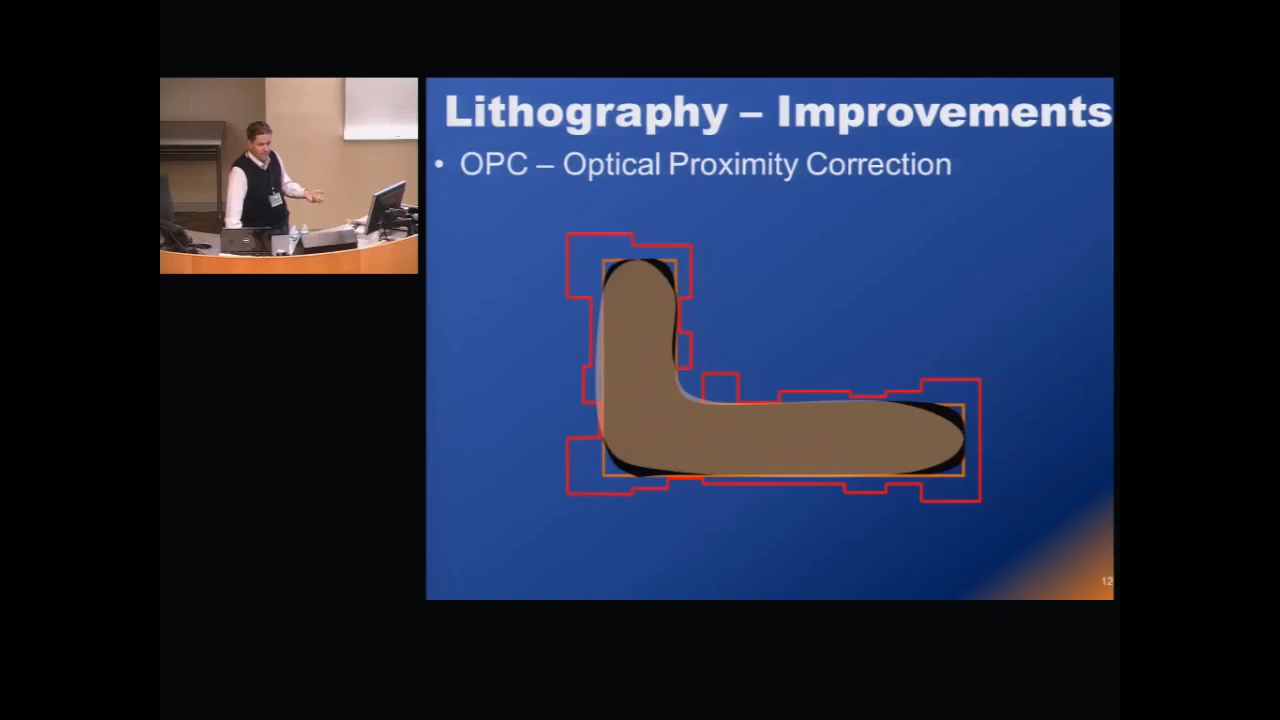 Lithography – Improvements
• OPC – Optical Proximity Correction
12